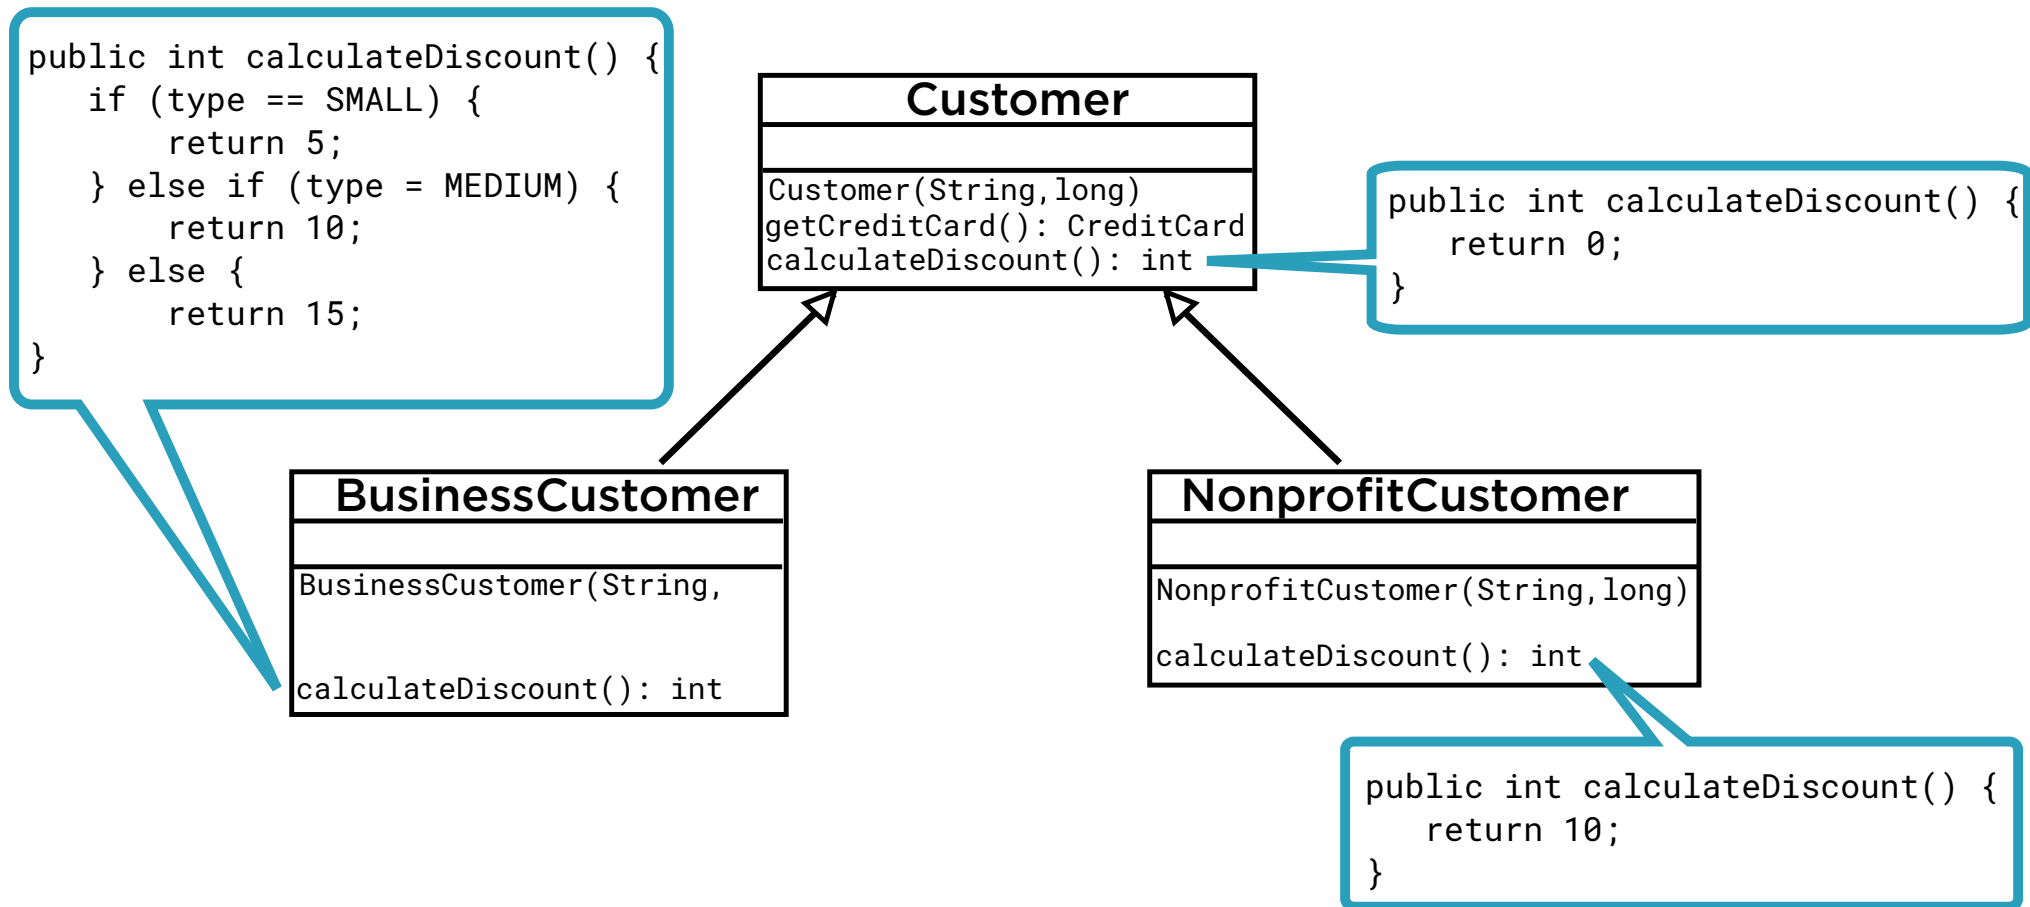 public int calculateDiscount() {
if (type == SMALL) {
return 5;
} else if (type = MEDIUM) {
return 10;
} else {
return 15;
}
Customer
Customer(String,long)
getCreditCard(): CreditCard
calculateDiscount(): int
public int calculateDiscount() {
return 0;
}
BusinessCustomer
BusinessCustomer(String,
calculateDiscount(): int
NonprofitCustomer
NonprofitCustomer(String,long)
calculateDiscount(): int
public int calculateDiscount() {
return 10;
}